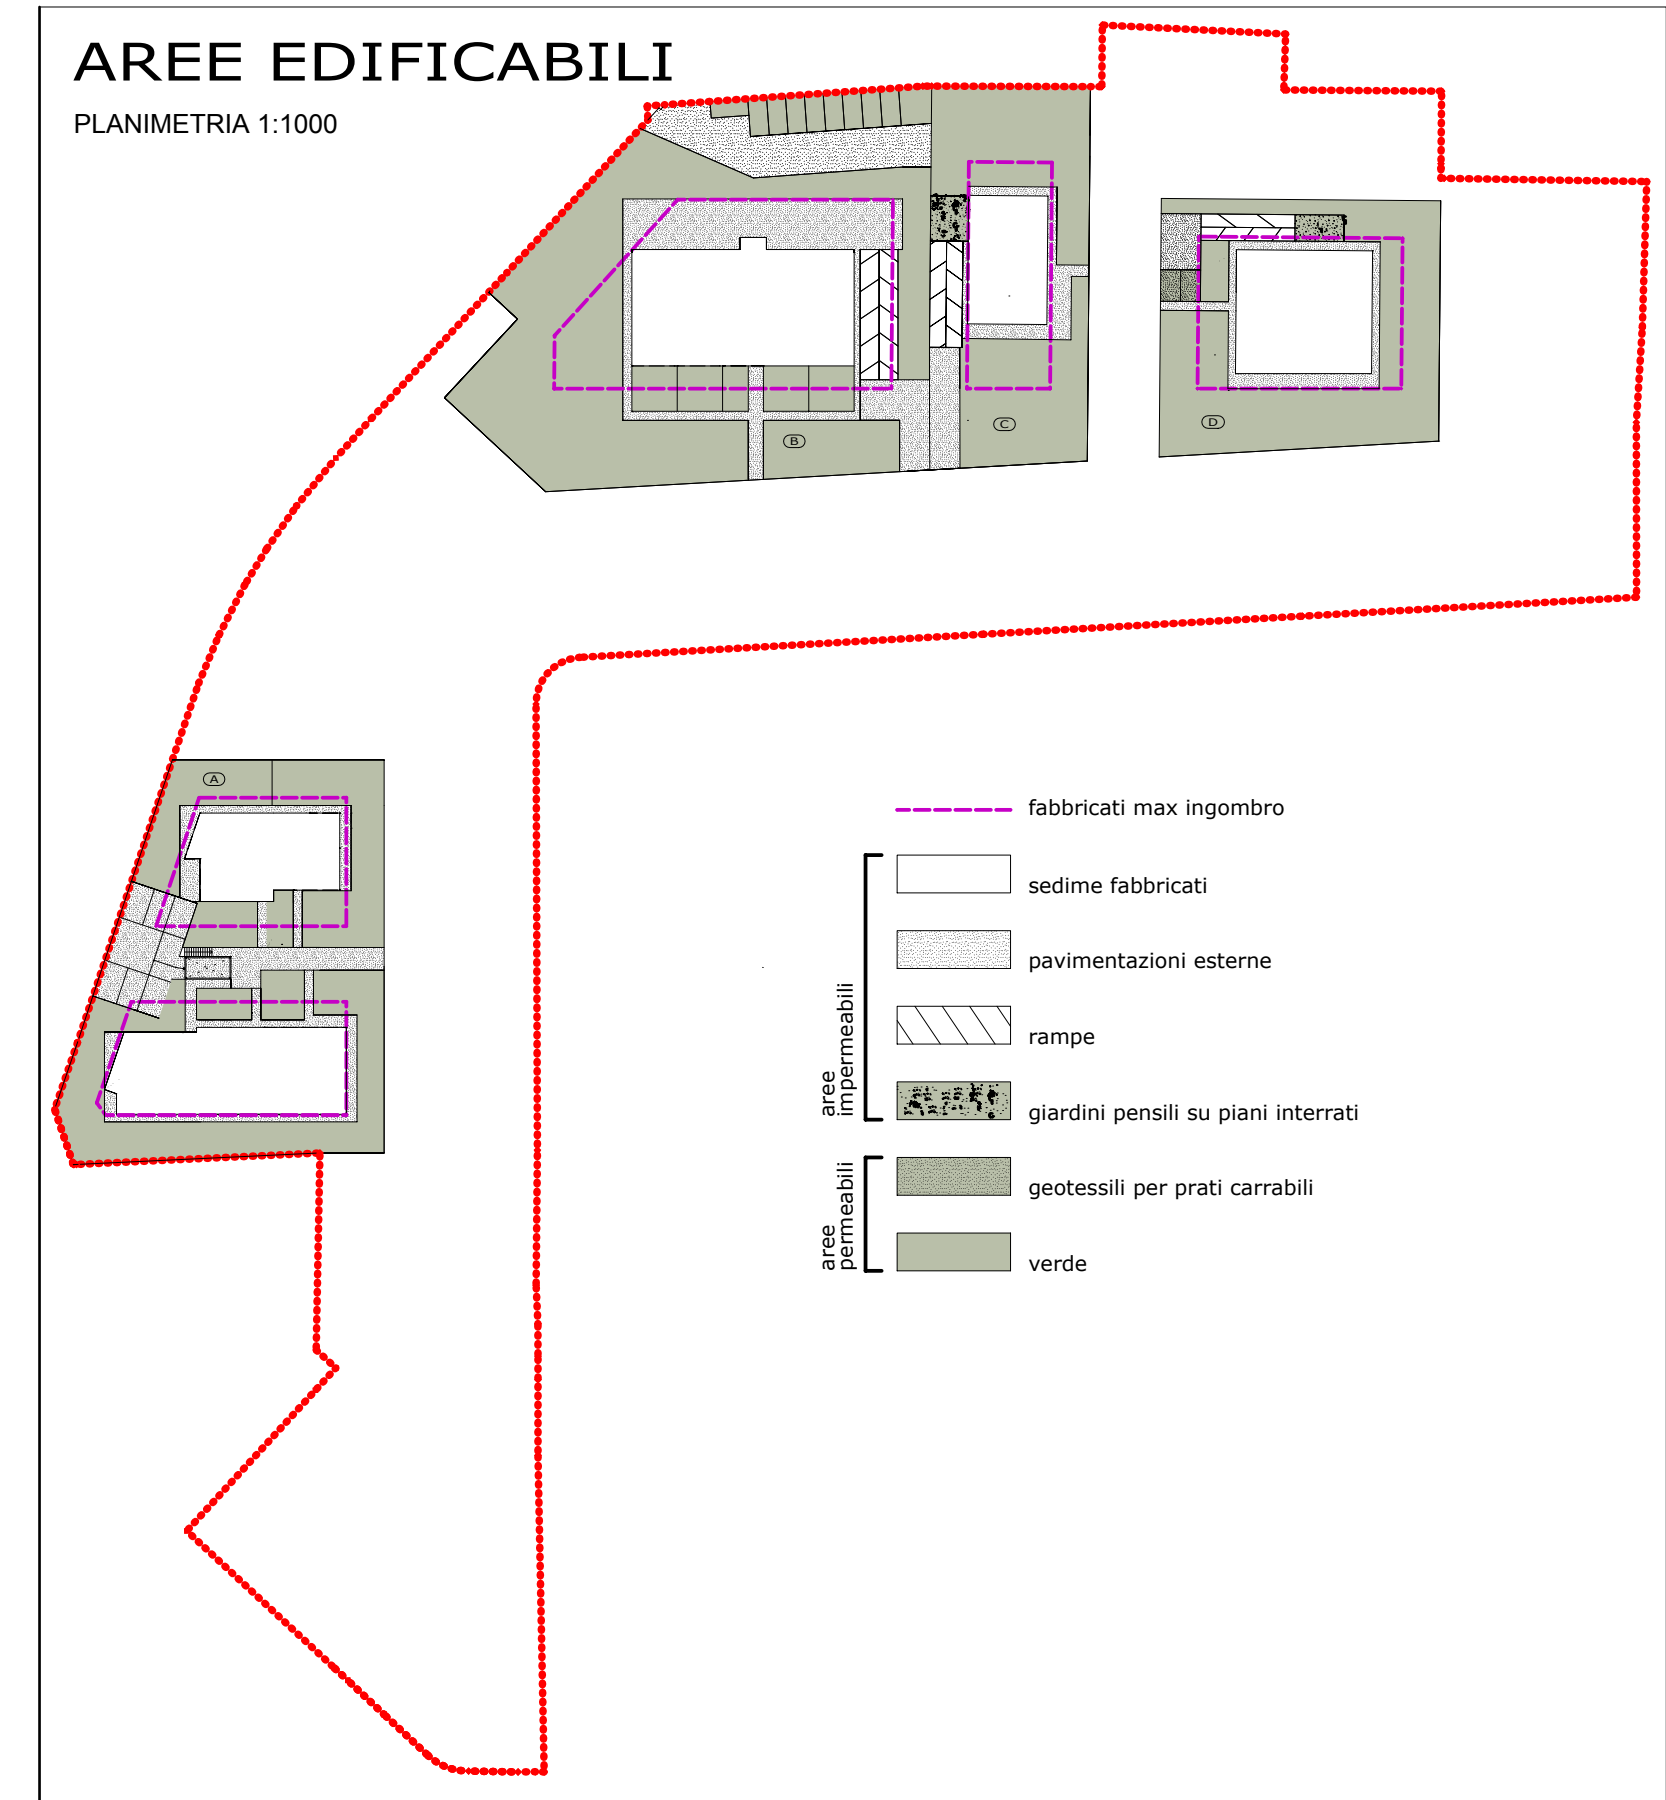 AREE EDIFICABILI
PLANIMETRIA 1:1000
B
C
D
A
fabbricati max ingombro
aree
impermeabili
sedime fabbricati
pavimentazioni esterne
rampe
giardini pensili su piani interrati
aree
permeabili
geotessili per prati carrabili
verde